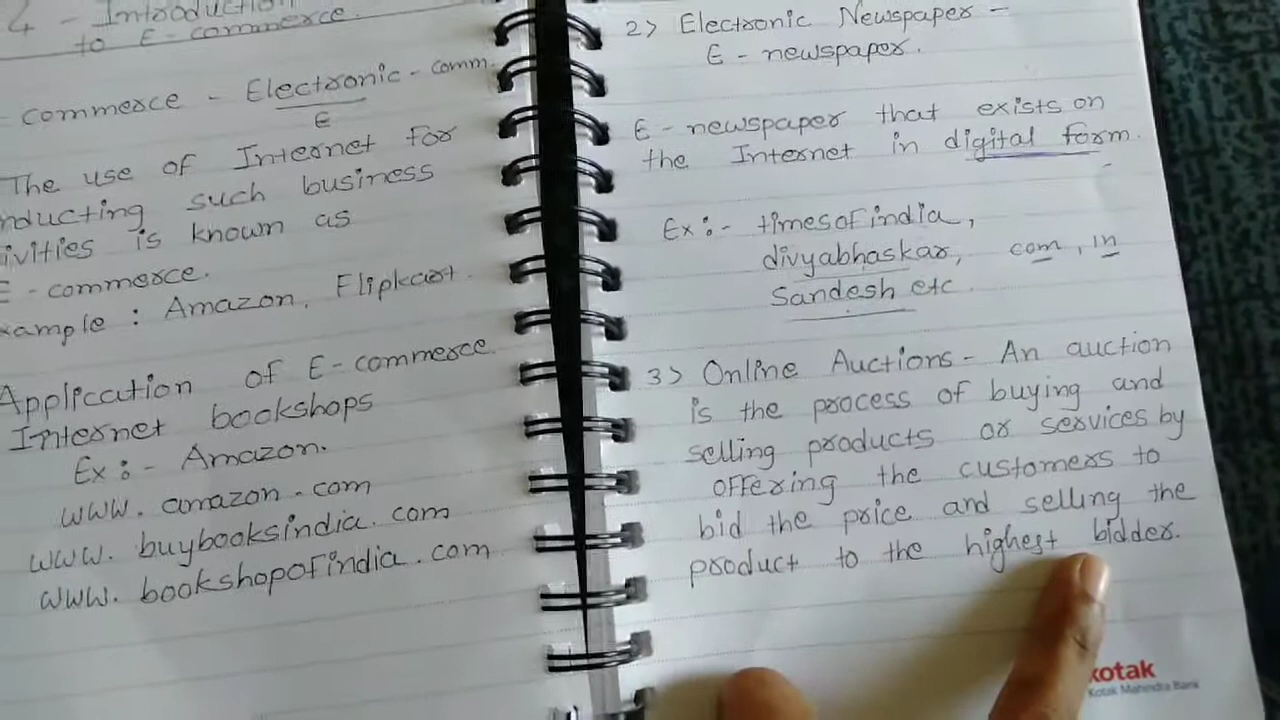 4 - Introduction
to E-commerce.
commerce - Electronic-comm.
E
The use of Internet for
nducting such business
ivities is known as
E-commerce.
xample : Amazon, Flipkart.
Application of E-commerce
Internet bookshops
Ex:- Amazon.
www.amazon.com
www.buybooksindia.com
www.bookshopofindia.com
2) Electronic Newspaper -
E-newspaper.
E-newspaper that exists on
the Internet in digital form.
Ex:- timesofindia,
divyabhaskar, com, in
Sandesh etc
3) Online Auctions - An auction
is the process of buying and
selling products or services by
offering the customers to
bid the price and selling the
product to the highest bidder.
kotak
Kotak Mahindra Bank